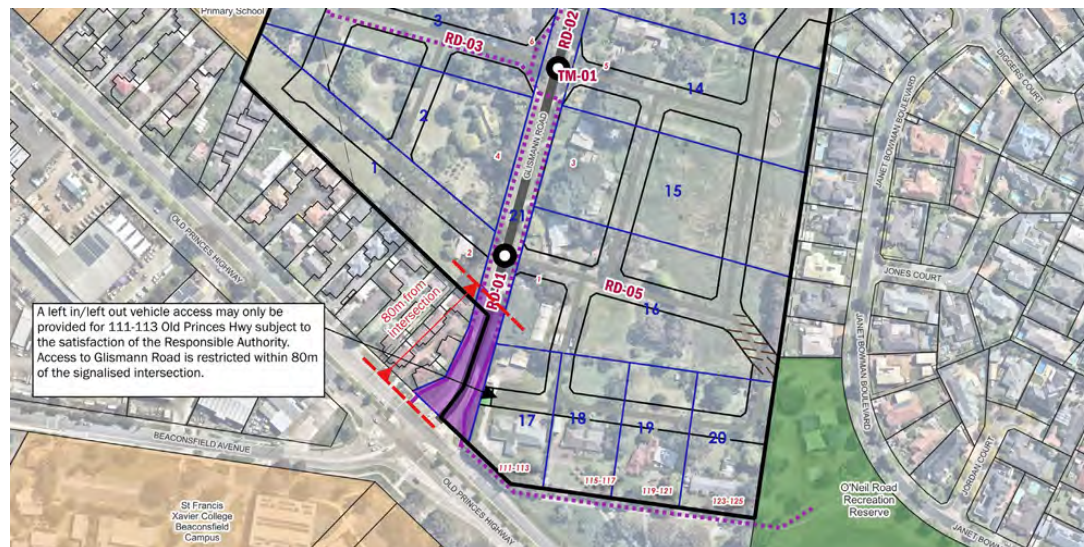 Primary School
3
RD-03
6
RD-02
13
DIGGERS COURT
TM-01
5
14
JANET BOWMAN BOULEVARD
2
GLISMANN ROAD
4
3
1
15
OLD PRINCES HIGHWAY
21
2
1
JONES COURT
RD-01
RD-05
16
80m from
intersection
A left in/left out vehicle access may only be
provided for 111-113 Old Princes Hwy subject to
the satisfaction of the Responsible Authority.
Access to Glismann Road is restricted within 80m
of the signalised intersection.
JANET BOWMAN BOULEVARD
17
18
19
20
BEACONSFIELD AVENUE
JORDAN COURT
111-113
115-117
119-121
123-125
OLD PRINCES HIGHWAY
O'Neil Road
Recreation
Reserve
St Francis
Xavier College
Beaconsfield
Campus
JANET BOW